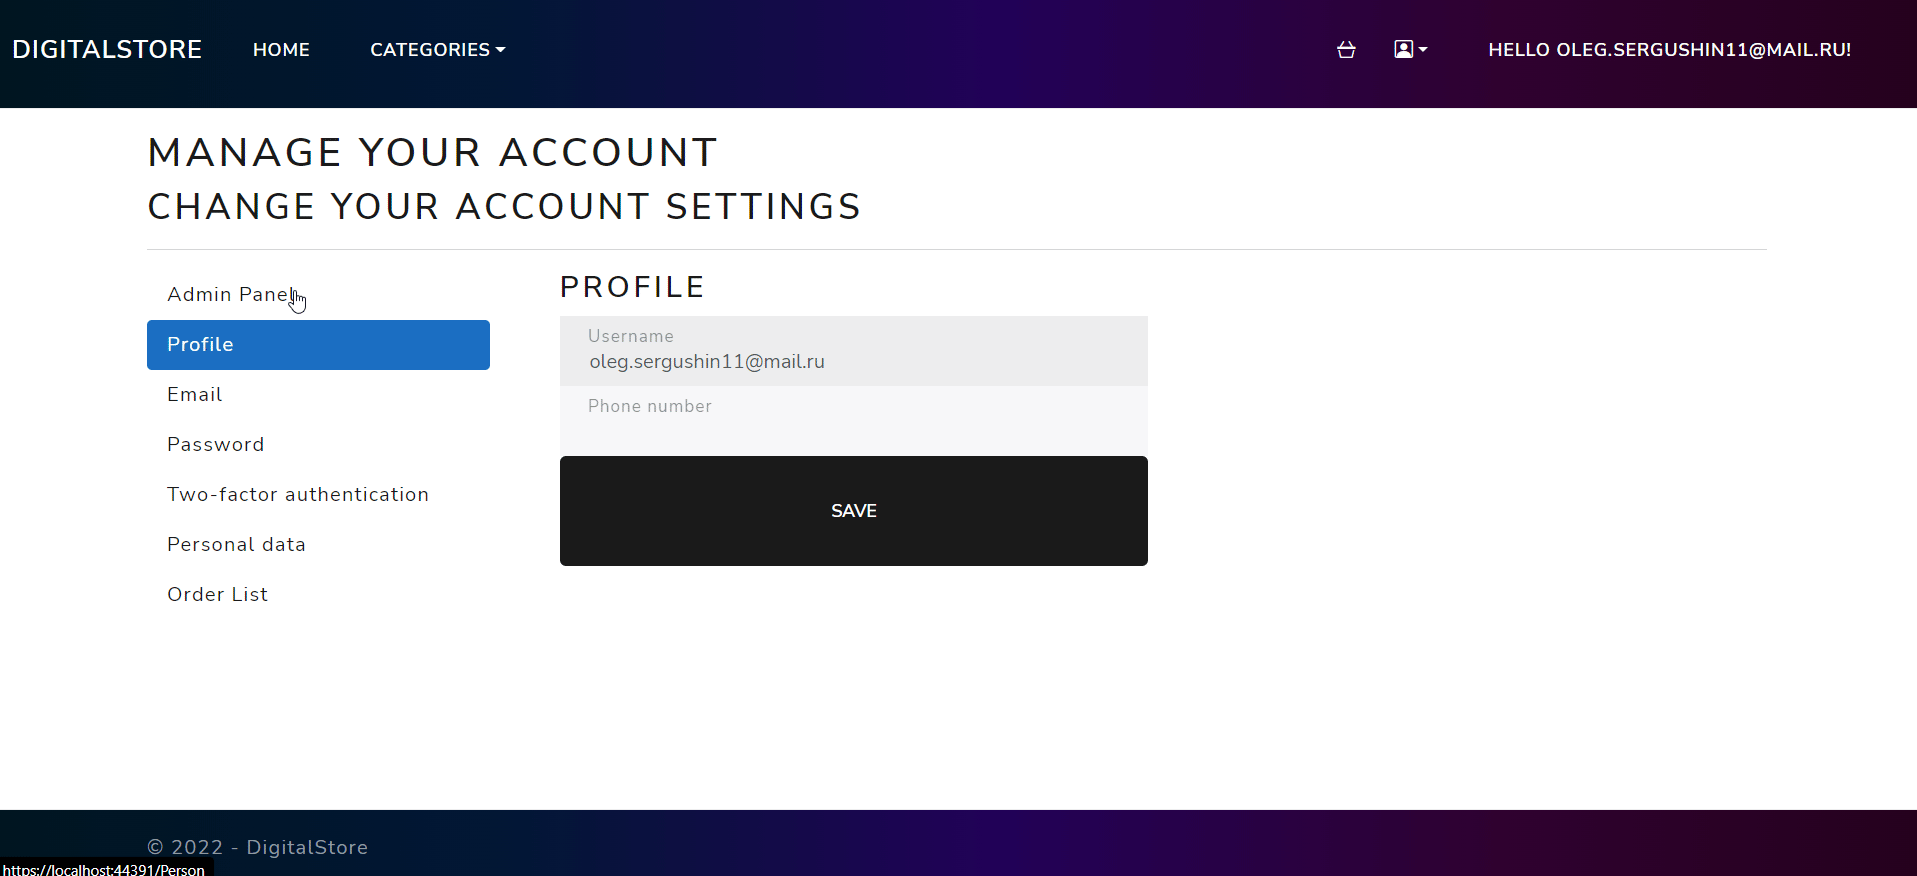 DIGITALSTORE HOME CATEGORIES HELLO OLEG.SERGUSHIN11@MAIL.RU!
MANAGE YOUR ACCOUNT
CHANGE YOUR ACCOUNT SETTINGS
Admin Panel
Profile
Email
Password
Two-factor authentication
Personal data
Order List
PROFILE
Username
oleg.sergushin11@mail.ru
Phone number
SAVE
© 2022 - DigitalStore
https://localhost:44391/Person